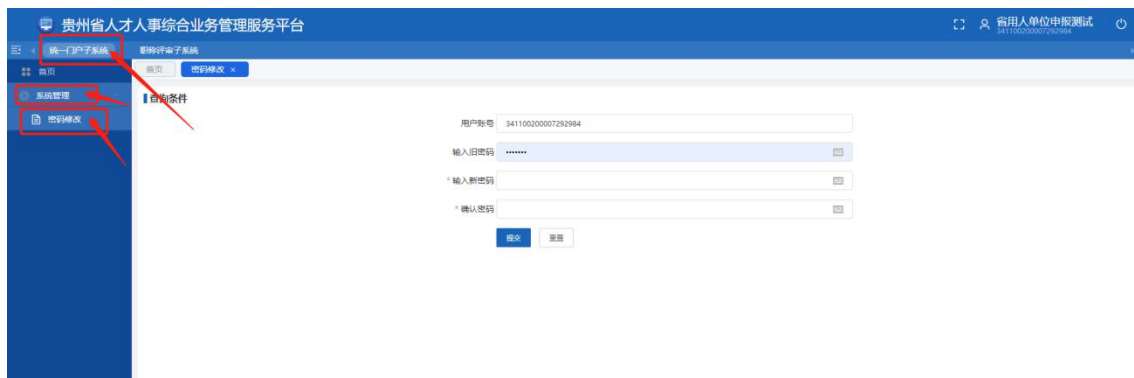 贵州省人才人事综合业务管理服务平台
省用人单位申报测试
341100200007292984
统一门户子系统 职称评审子系统
首页
首页 密码修改 ×
系统管理
查询条件
密码修改
用户账号 341100200007292984
输入旧密码 •••••••
* 输入新密码
* 确认密码
提交 重置